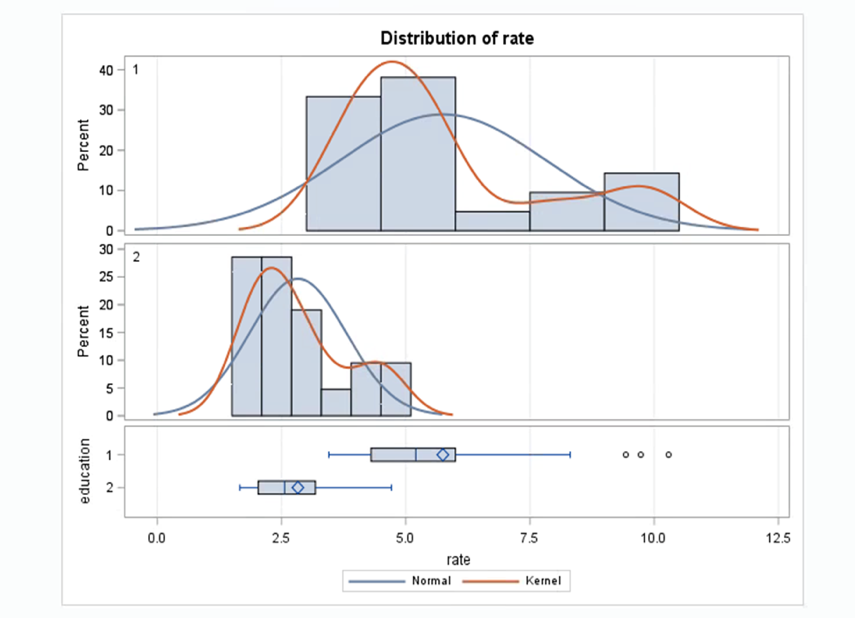 Distribution of rate
1
Percent
40
30
20
10
0
2
Percent
30
25
20
15
10
5
0
education
1
2
0.0 2.5 5.0 7.5 10.0 12.5
rate
Normal Kernel